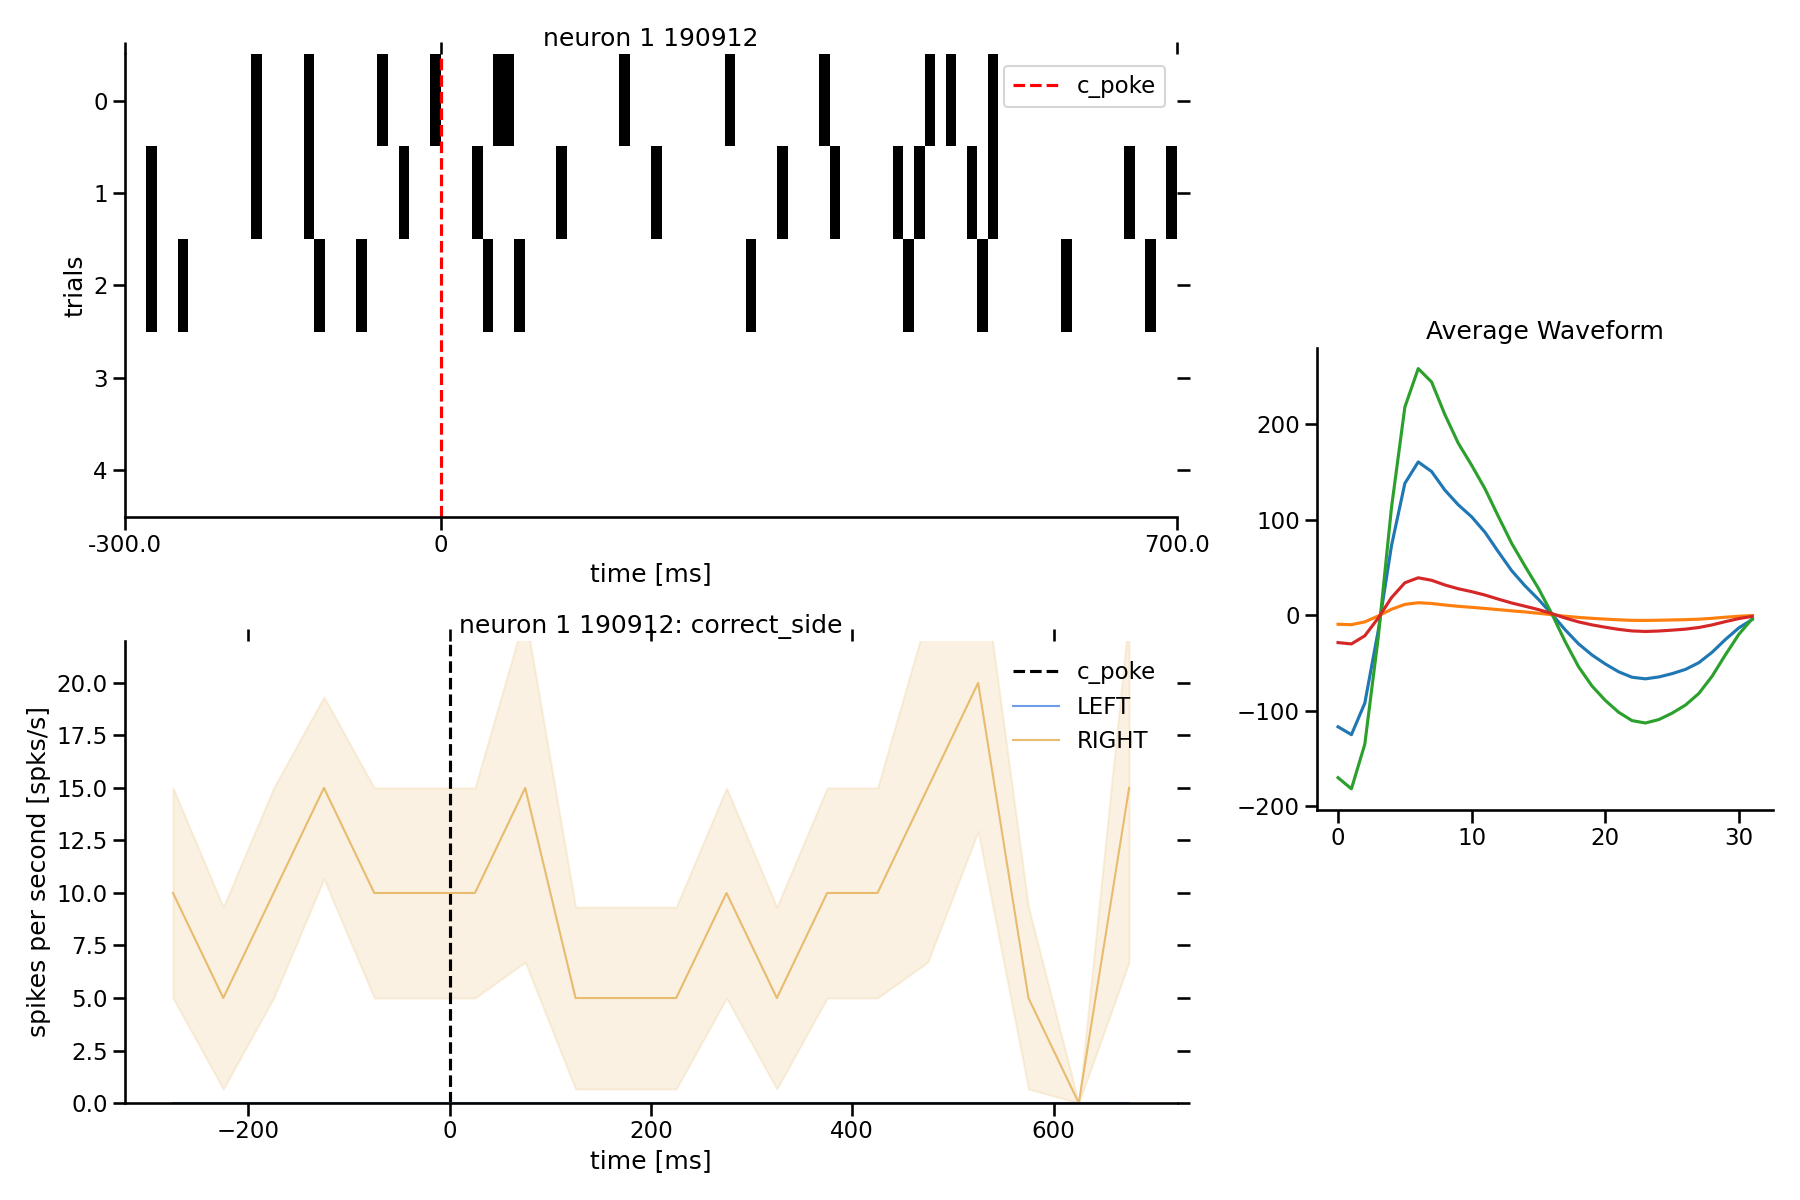 neuron 1 190912
c_poke
trials
0
1
2
3
4
-300.0
0
700.0
time [ms]
neuron 1 190912: correct_side
c_poke
LEFT
RIGHT
spikes per second [spks/s]
20.0
17.5
15.0
12.5
10.0
7.5
5.0
2.5
0.0
−200
0
200
400
600
time [ms]
Average Waveform
200
100
0
−100
−200
0
10
20
30